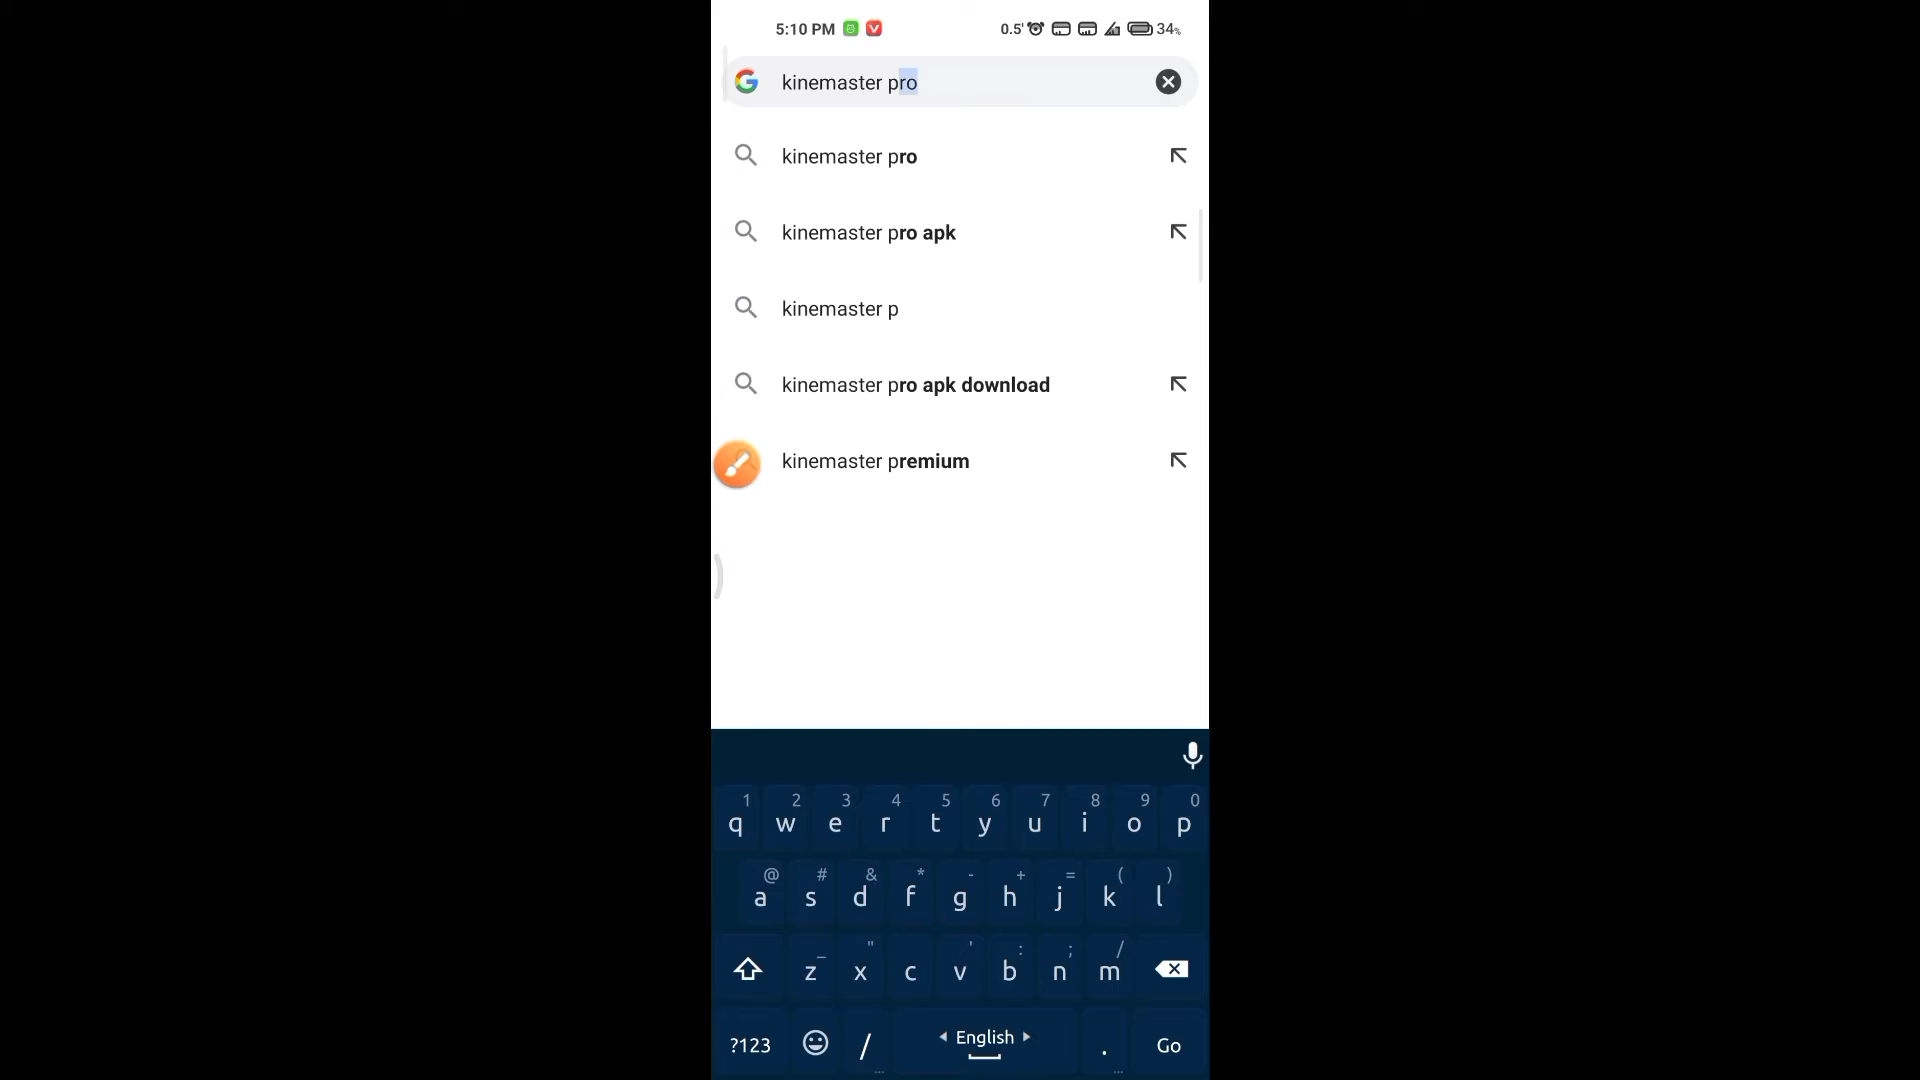 5:10 PM 0.5' 34%
kinemaster pro
kinemaster pro
kinemaster pro apk
kinemaster p
kinemaster pro apk download
kinemaster premium
1 2 3 4 5 6 7 8 9 0
q w e r t y u i o p
@ # & * - + = ( )
a s d f g h j k l
_ " ' : ; /
z x c v b n m
?123 / English . Go